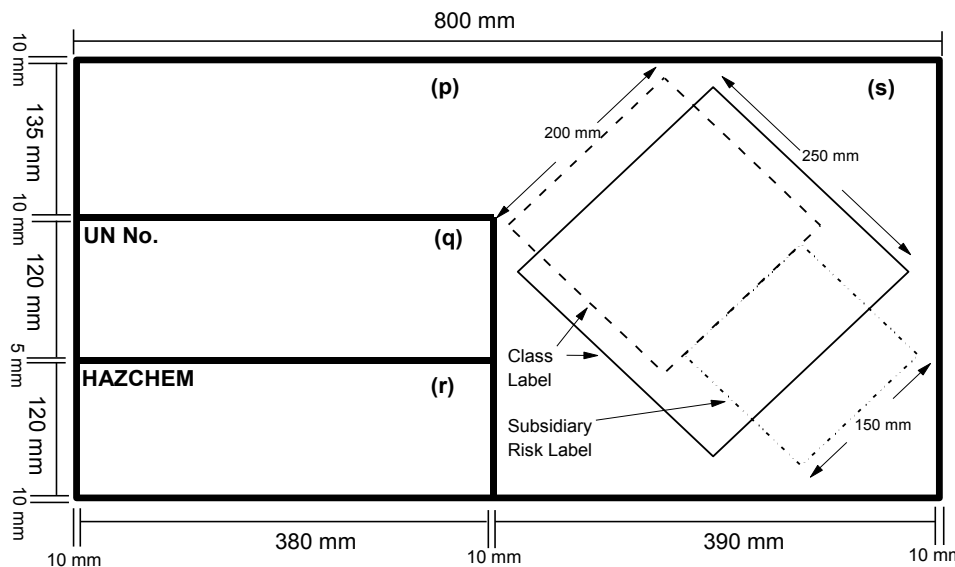 800 mm
10 mm
(p)
(s)
135 mm
200 mm
250 mm
10 mm
UN No.
(q)
120 mm
5 mm
HAZCHEM
(r)
Class
Label
120 mm
Subsidiary
Risk Label
150 mm
10 mm
380 mm
390 mm
10 mm
10 mm
10 mm